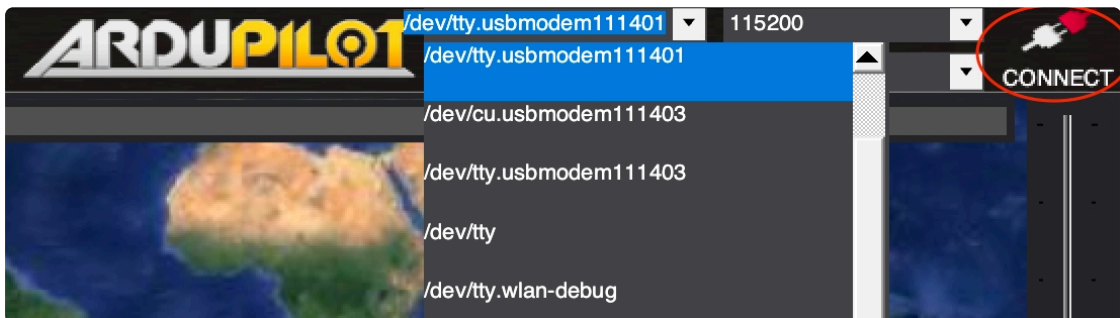 ARDUPILOT
/dev/tty.usbmodem111401
115200
CONNECT
/dev/tty.usbmodem111401
/dev/cu.usbmodem111403
/dev/tty.usbmodem111403
/dev/tty
/dev/tty.wlan-debug